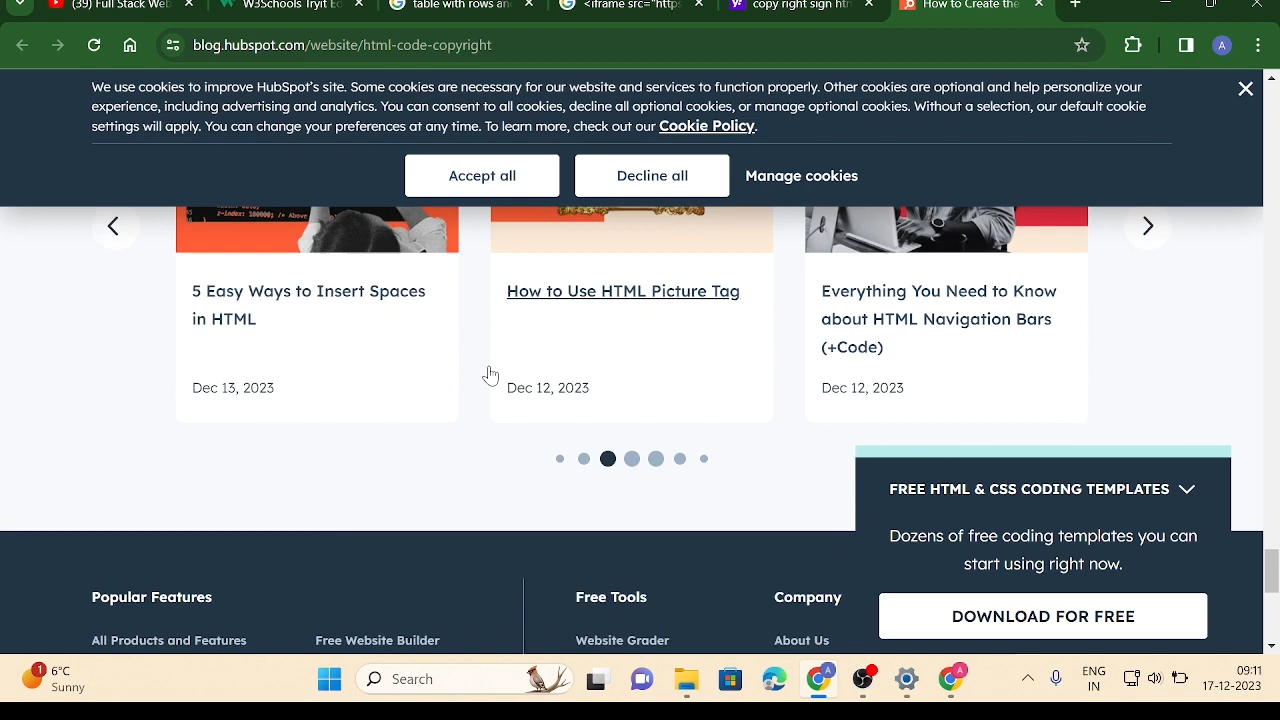 (39) Full Stack Web
W3Schools Tryit Ed
table with rows and
<iframe src="https
copy right sign htm
How to Create the
blog.hubspot.com/website/html-code-copyright
A
We use cookies to improve HubSpot's site. Some cookies are necessary for our website and services to function properly. Other cookies are optional and help personalize your
experience, including advertising and analytics. You can consent to all cookies, decline all optional cookies, or manage optional cookies. Without a selection, our default cookie
settings will apply. You can change your preferences at any time. To learn more, check out our Cookie Policy.
Accept all
Decline all
Manage cookies
z-index: 100000; /* Above
5 Easy Ways to Insert Spaces
in HTML
Dec 13, 2023
How to Use HTML Picture Tag
Dec 12, 2023
Everything You Need to Know
about HTML Navigation Bars
(+Code)
Dec 12, 2023
FREE HTML & CSS CODING TEMPLATES
Dozens of free coding templates you can
start using right now.
DOWNLOAD FOR FREE
Popular Features
Free Tools
Company
All Products and Features
Free Website Builder
Website Grader
About Us
1
6°C
Sunny
Search
A
A
ENG
IN
09:11
17-12-2023